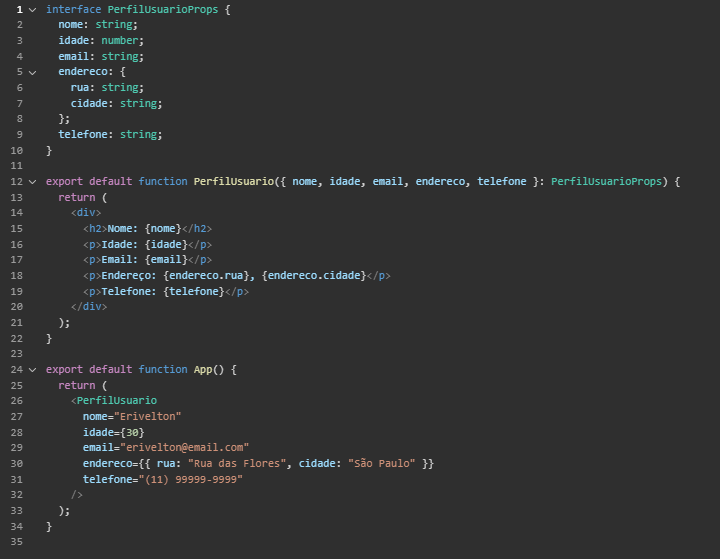 1 interface PerfilUsuarioProps {
2   nome: string;
3   idade: number;
4   email: string;
5   endereco: {
6     rua: string;
7     cidade: string;
8   };
9   telefone: string;
10 }
11
12 export default function PerfilUsuario({ nome, idade, email, endereco, telefone }: PerfilUsuarioProps) {
13   return (
14     <div>
15       <h2>Nome: {nome}</h2>
16       <p>Idade: {idade}</p>
17       <p>Email: {email}</p>
18       <p>Endereço: {endereco.rua}, {endereco.cidade}</p>
19       <p>Telefone: {telefone}</p>
20     </div>
21   );
22 }
23
24 export default function App() {
25   return (
26     <PerfilUsuario
27       nome="Erivelton"
28       idade={30}
29       email="erivelton@email.com"
30       endereco={{ rua: "Rua das Flores", cidade: "São Paulo" }}
31       telefone="(11) 99999-9999"
32     />
33   );
34 }
35